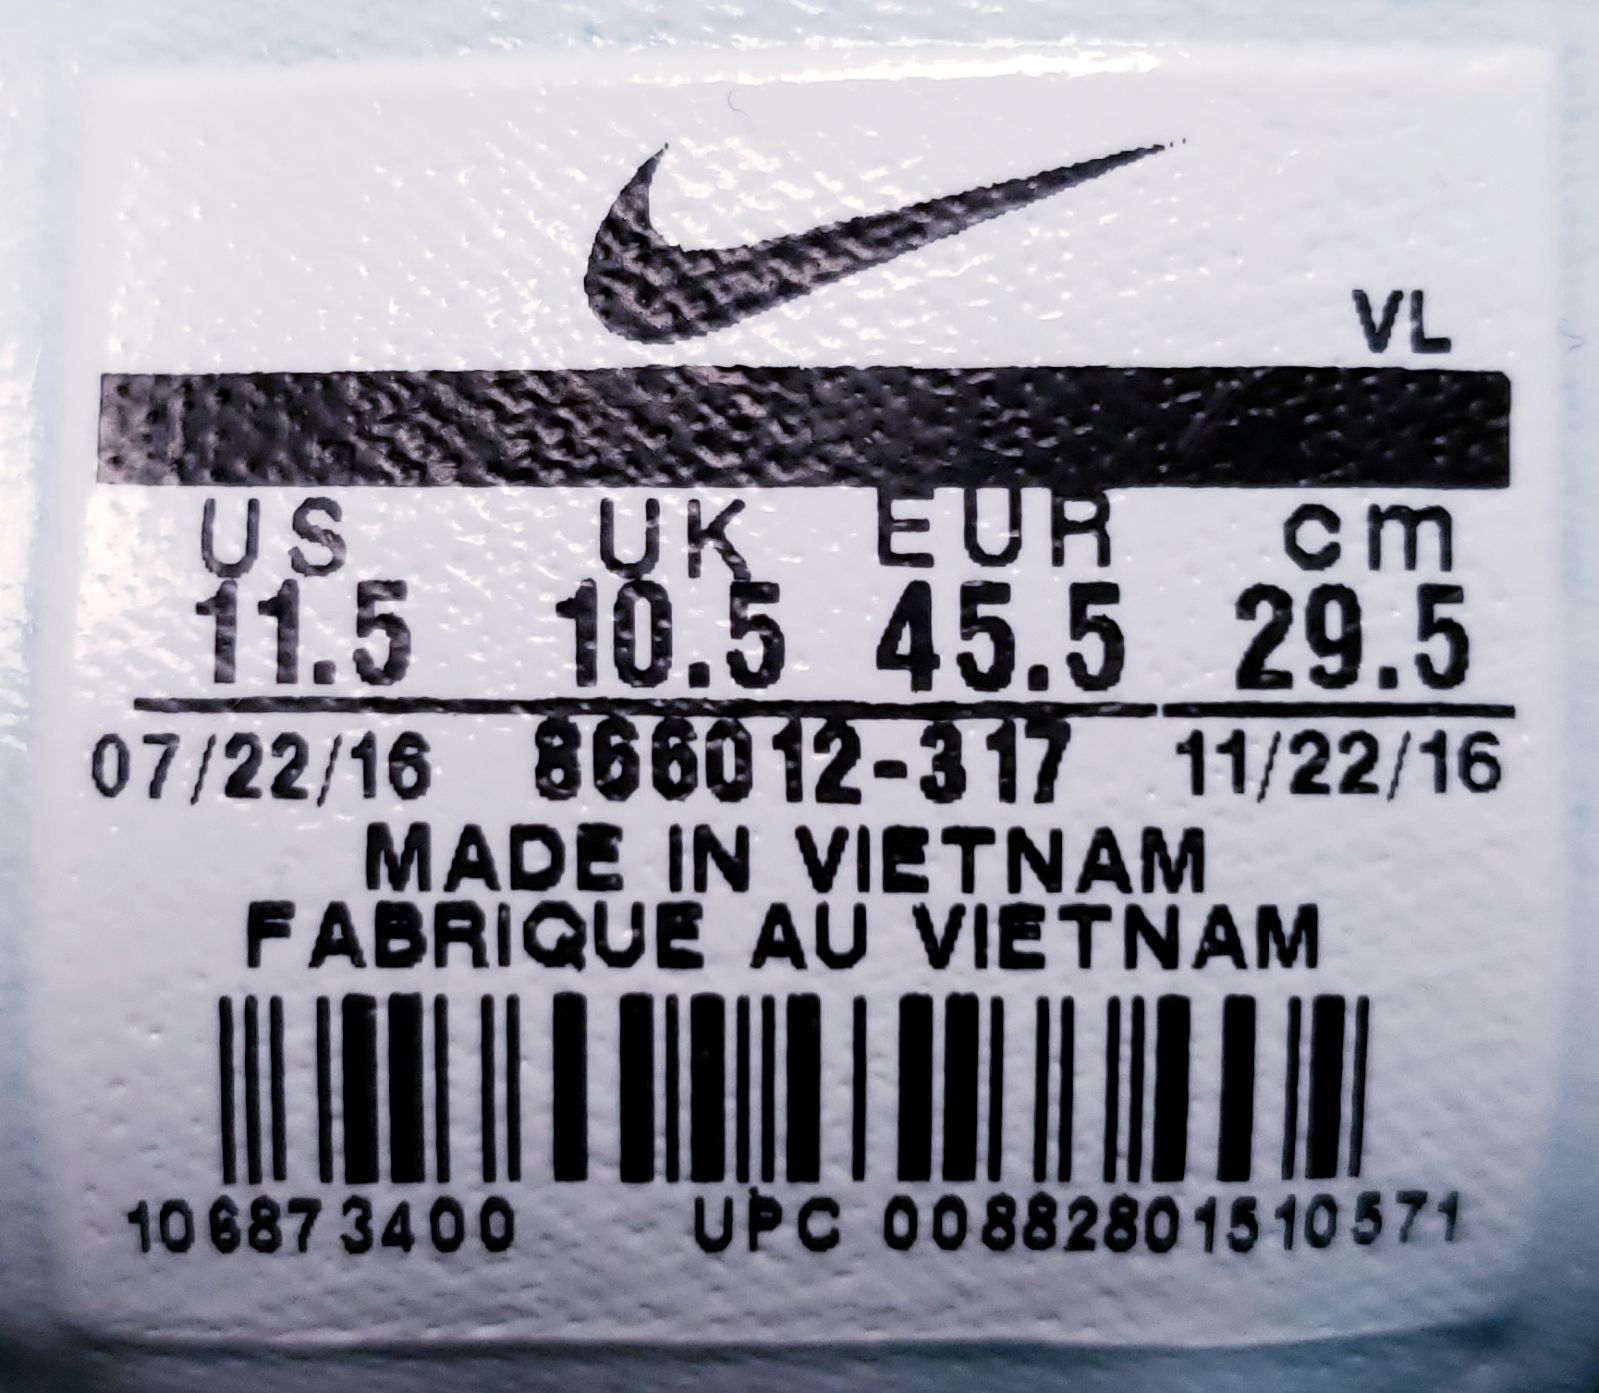 VL
US UK EUR cm
11.5 10.5 45.5 29.5
07/22/16 866012-317 11/22/16
MADE IN VIETNAM
FABRIQUE AU VIETNAM
106873400 UPC 00882801510571